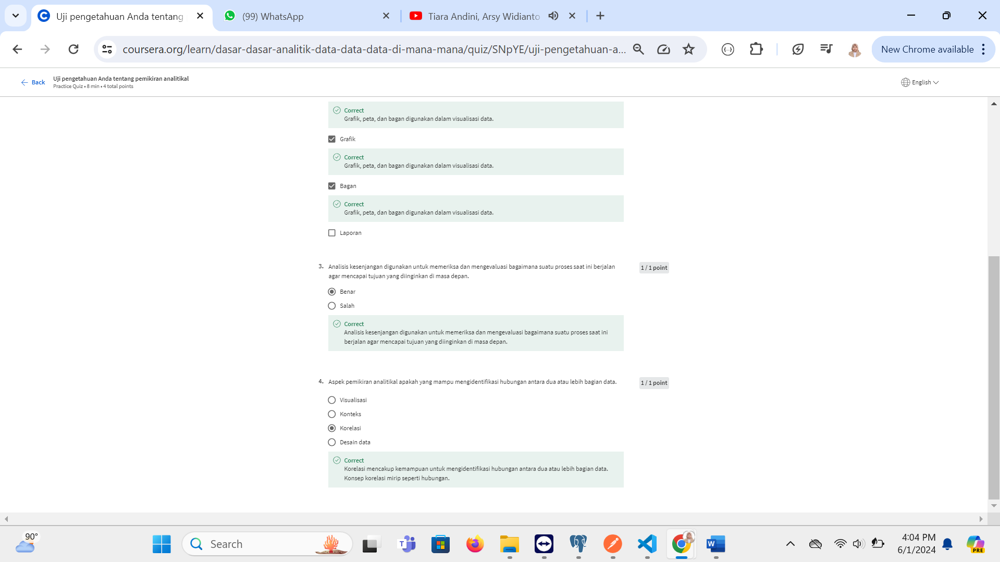 Uji pengetahuan Anda tentang
(99) WhatsApp
Tiara Andini, Arsy Widianto
coursera.org/learn/dasar-dasar-analitik-data-data-data-di-mana-mana/quiz/SNpYE/uji-pengetahuan-a...
New Chrome available
Back
Uji pengetahuan Anda tentang pemikiran analitikal
Practice Quiz • 8 min • 4 total points
English
Correct
Grafik, peta, dan bagan digunakan dalam visualisasi data.
Grafik
Correct
Grafik, peta, dan bagan digunakan dalam visualisasi data.
Bagan
Correct
Grafik, peta, dan bagan digunakan dalam visualisasi data.
Laporan
3. Analisis kesenjangan digunakan untuk memeriksa dan mengevaluasi bagaimana suatu proses saat ini berjalan
agar mencapai tujuan yang diinginkan di masa depan.
1 / 1 point
Benar
Salah
Correct
Analisis kesenjangan digunakan untuk memeriksa dan mengevaluasi bagaimana suatu proses saat ini
berjalan agar mencapai tujuan yang diinginkan di masa depan.
4. Aspek pemikiran analitikal apakah yang mampu mengidentifikasi hubungan antara dua atau lebih bagian data.
1 / 1 point
Visualisasi
Konteks
Korelasi
Desain data
Correct
Korelasi mencakup kemampuan untuk mengidentifikasi hubungan antara dua atau lebih bagian data.
Konsep korelasi mirip seperti hubungan.
90°
Search
4:04 PM
6/1/2024
PRE